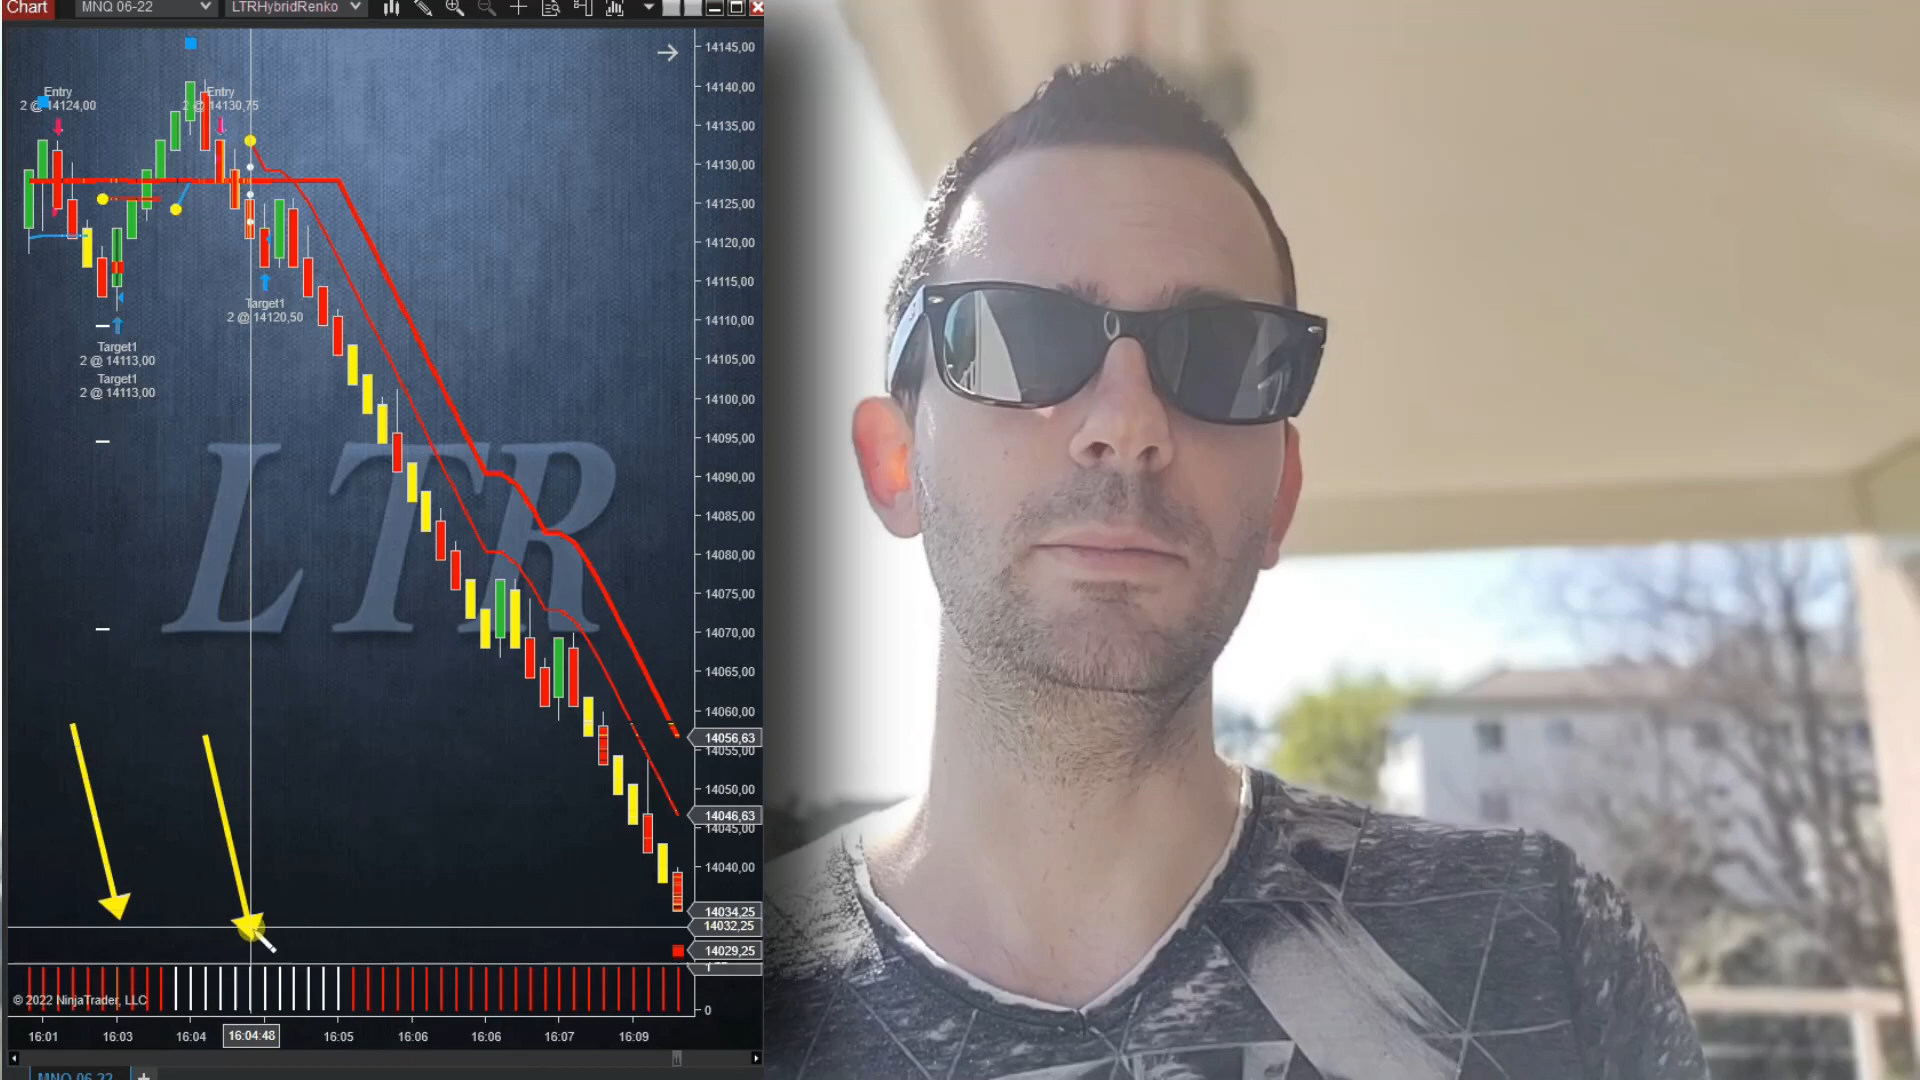 Chart MNQ 06-22 LTRHybridRenko
Entry
2 @ 14124,00
Entry
2 @ 14130,75
Target1
2 @ 14120,50
Target1
2 @ 14113,00
Target1
2 @ 14113,00
LTR
14145,00
14140,00
14135,00
14130,00
14125,00
14120,00
14115,00
14110,00
14105,00
14100,00
14095,00
14090,00
14085,00
14080,00
14075,00
14070,00
14065,00
14060,00
14056,63
14055,00
14050,00
14046,63
14045,00
14040,00
14034,25
14032,25
14029,25
0
© 2022 NinjaTrader, LLC
16:01 16:03 16:04 16:04:48 16:05 16:06 16:06 16:07 16:09
MNQ 06-22 +